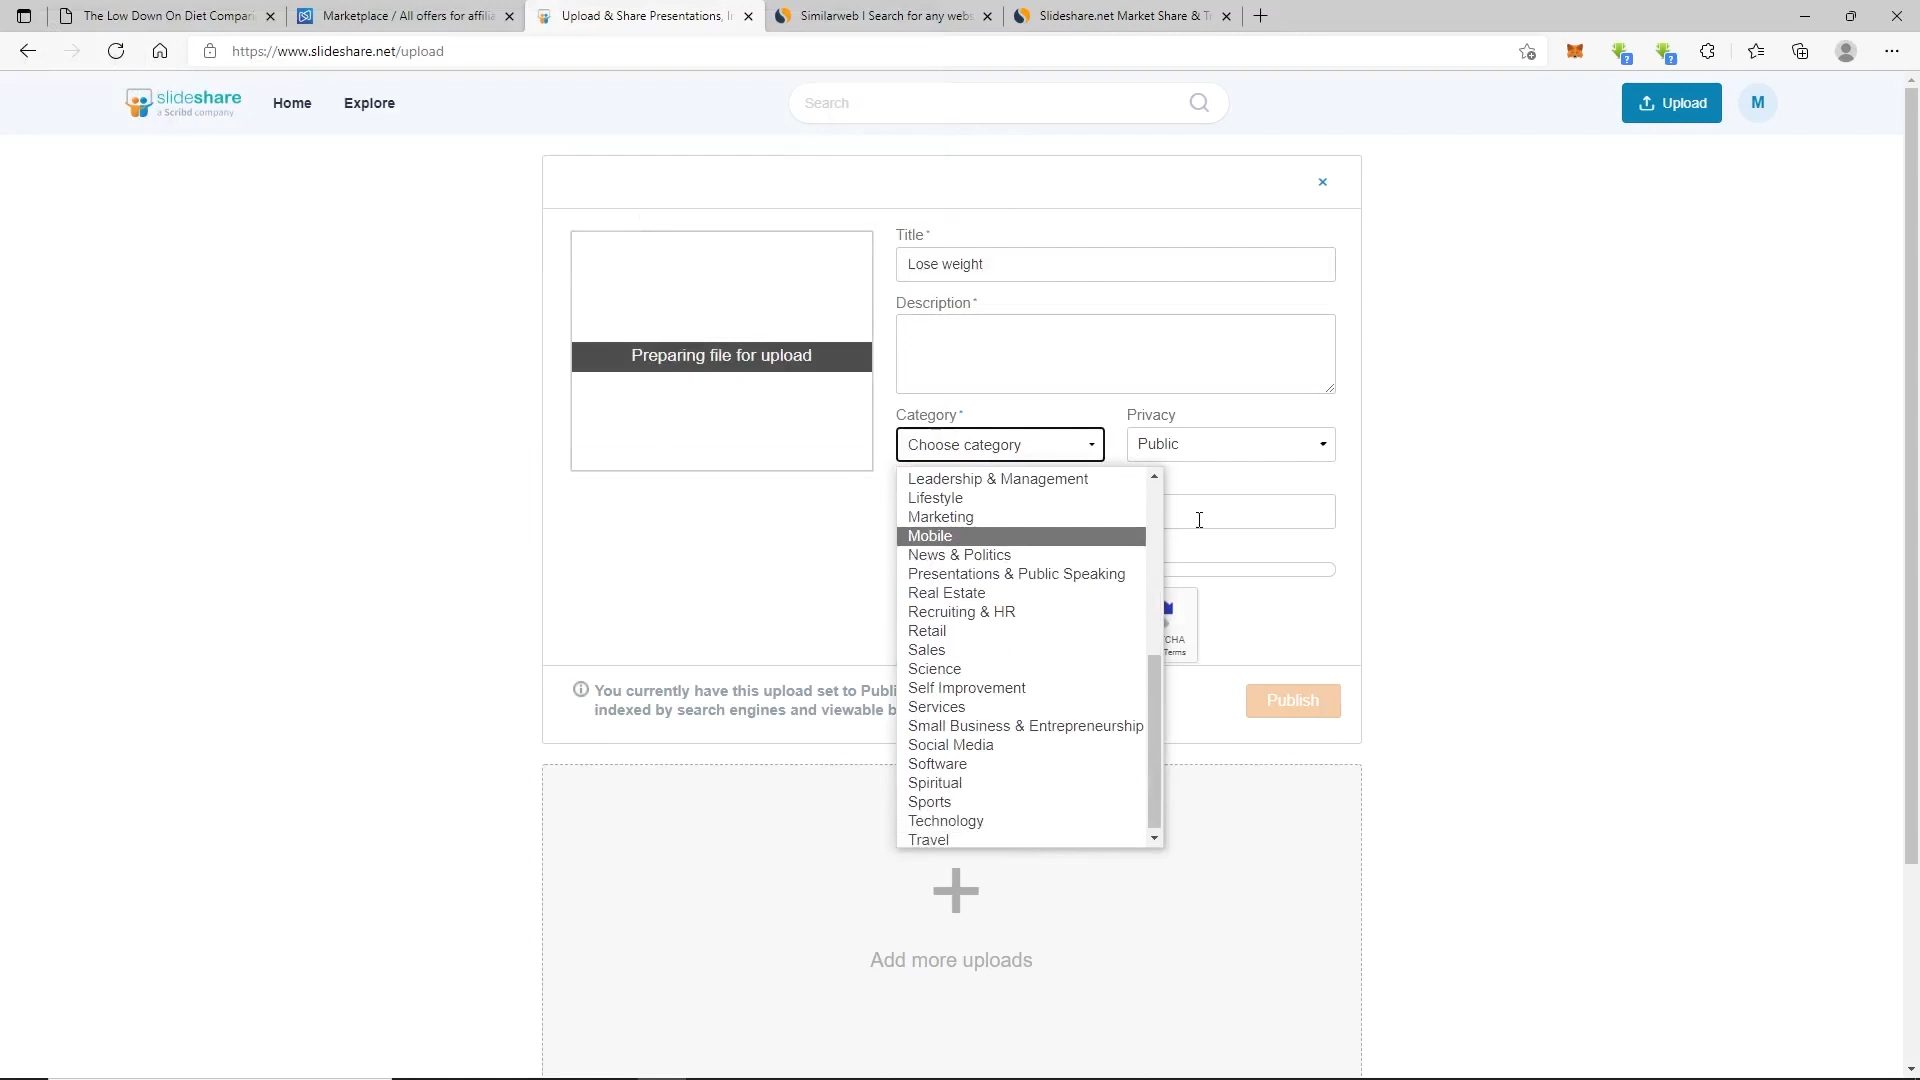 The Low Down On Diet Compari
Marketplace / All offers for affilia
Upload & Share Presentations, I
Similarweb | Search for any webs
Slideshare.net Market Share & T
https://www.slideshare.net/upload
slideshare
a Scribd company
Home
Explore
Search
Upload
M
Title*
Lose weight
Description*
Preparing file for upload
Category*
Privacy
Choose category
Public
Leadership & Management
Lifestyle
Marketing
Mobile
News & Politics
Presentations & Public Speaking
Real Estate
Recruiting & HR
Retail
Sales
Science
Self Improvement
Services
Small Business & Entrepreneurship
Social Media
Software
Spiritual
Sports
Technology
Travel
TCHA
Terms
You currently have this upload set to Publi
indexed by search engines and viewable b
Publish
Add more uploads